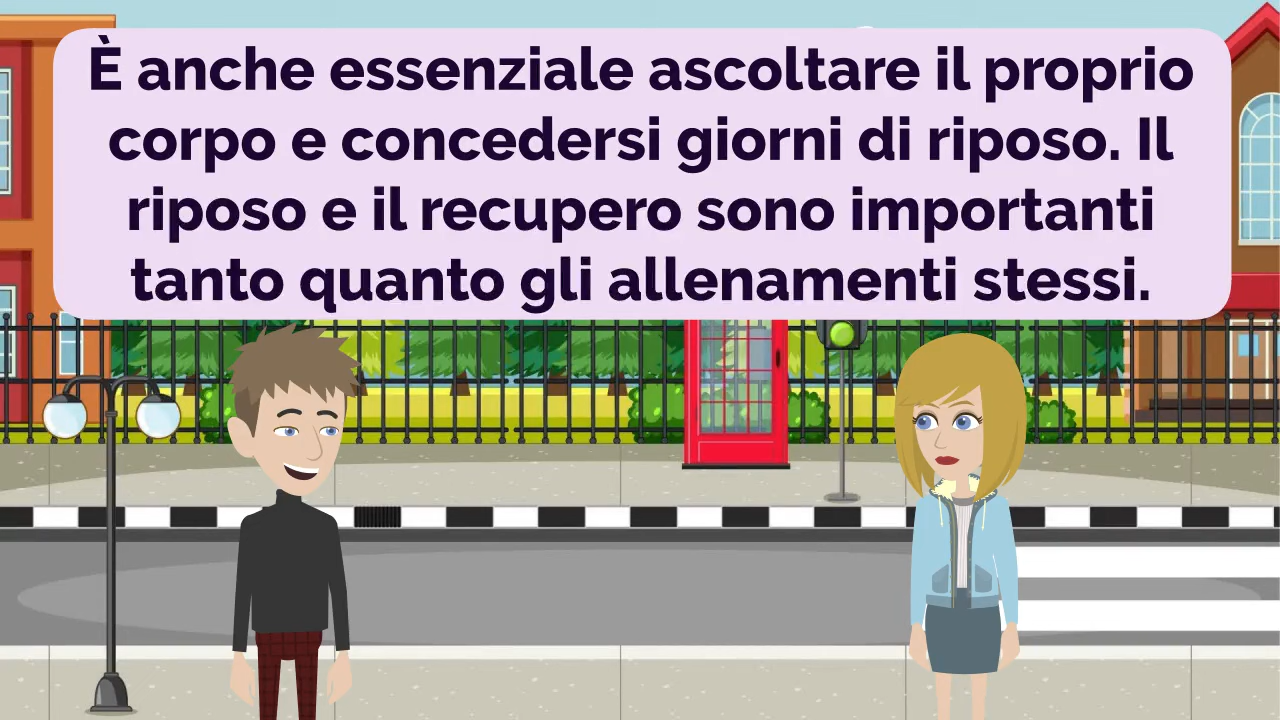 È anche essenziale ascoltare il proprio
corpo e concedersi giorni di riposo. Il
riposo e il recupero sono importanti
tanto quanto gli allenamenti stessi.